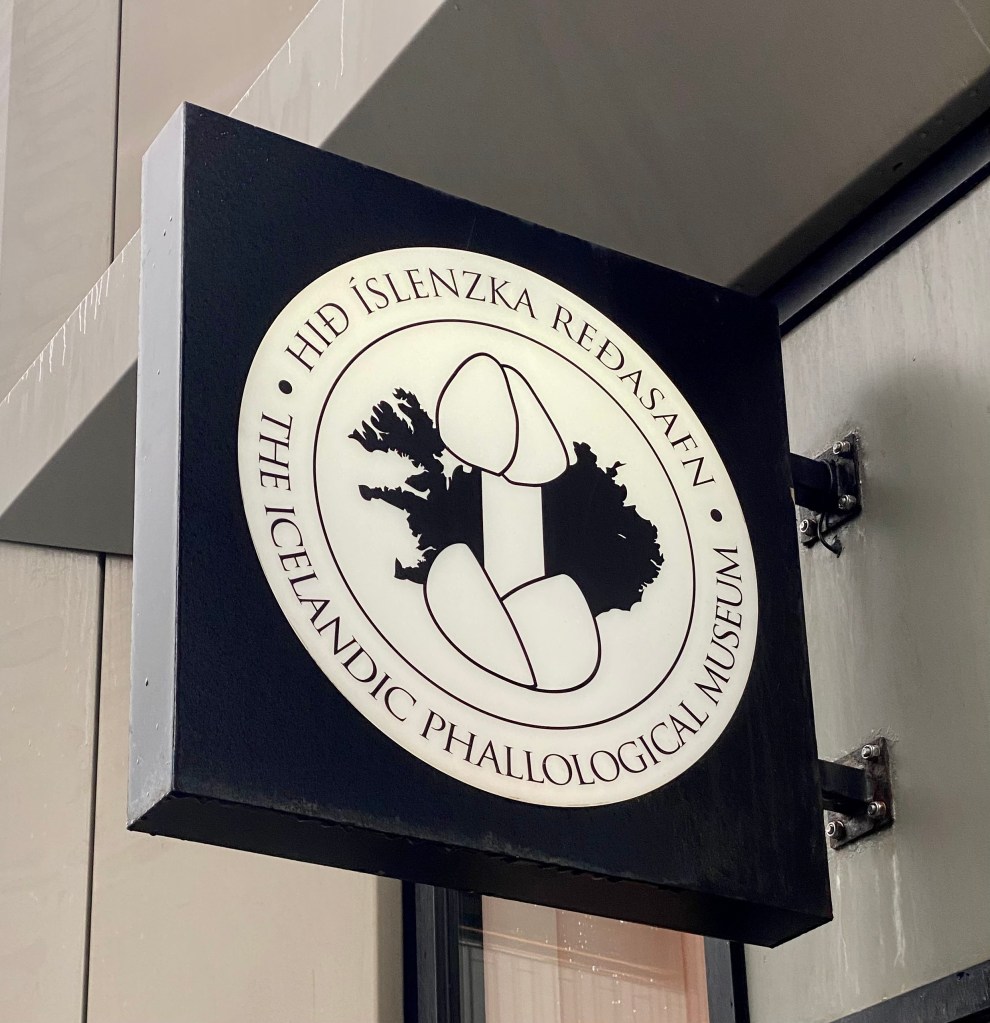 HIÐ ÍSLENZKA REÐASAFN
THE ICELANDIC PHALLOLOGICAL MUSEUM